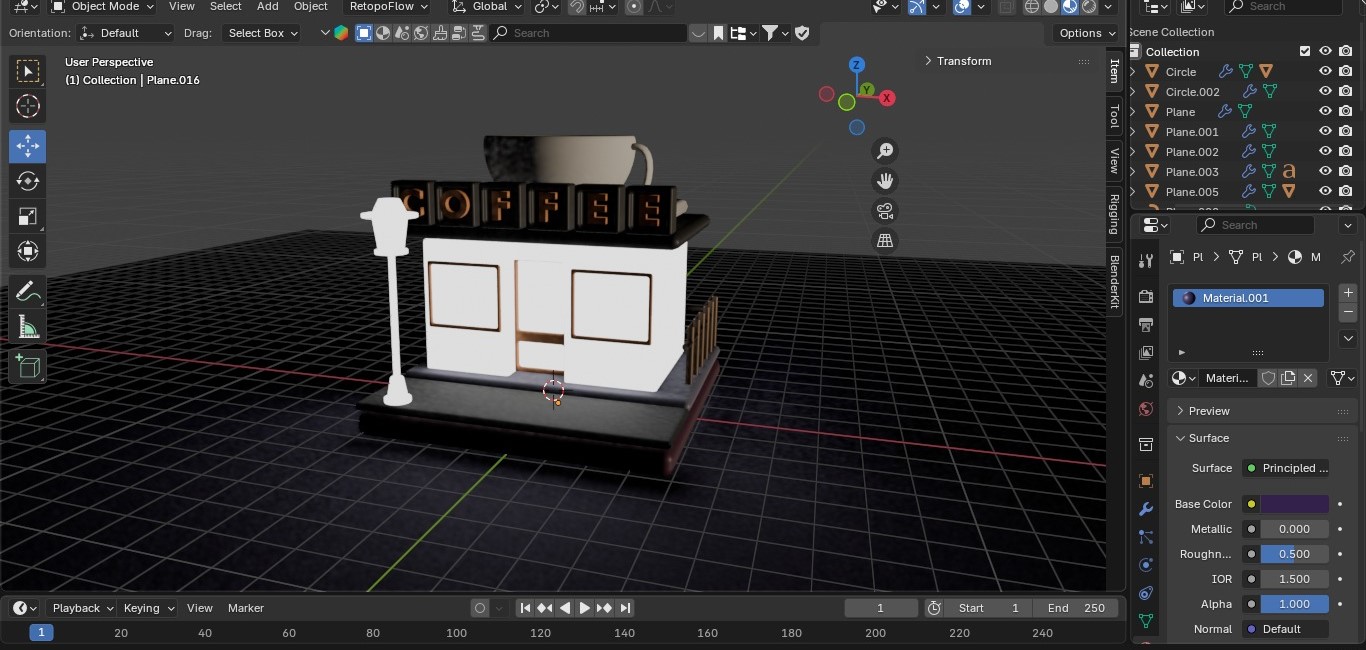 Object Mode View Select Add Object RetopoFlow Global
Orientation: Default Drag: Select Box Search Options
User Perspective
(1) Collection | Plane.016
Transform
Z
Y
X
Item
Tool
View
Rigging
BlenderKit
COFFEE
Playback Keying View Marker 1 Start 1 End 250
1 20 40 60 80 100 120 140 160 180 200 220 240
Search
Scene Collection
Collection
Circle
Circle.002
Plane
Plane.001
Plane.002
Plane.003
Plane.005
Search
Pl > Pl > M
Material.001
Materi...
Preview
Surface
Surface Principled ...
Base Color
Metallic 0.000
Roughn... 0.500
IOR 1.500
Alpha 1.000
Normal Default